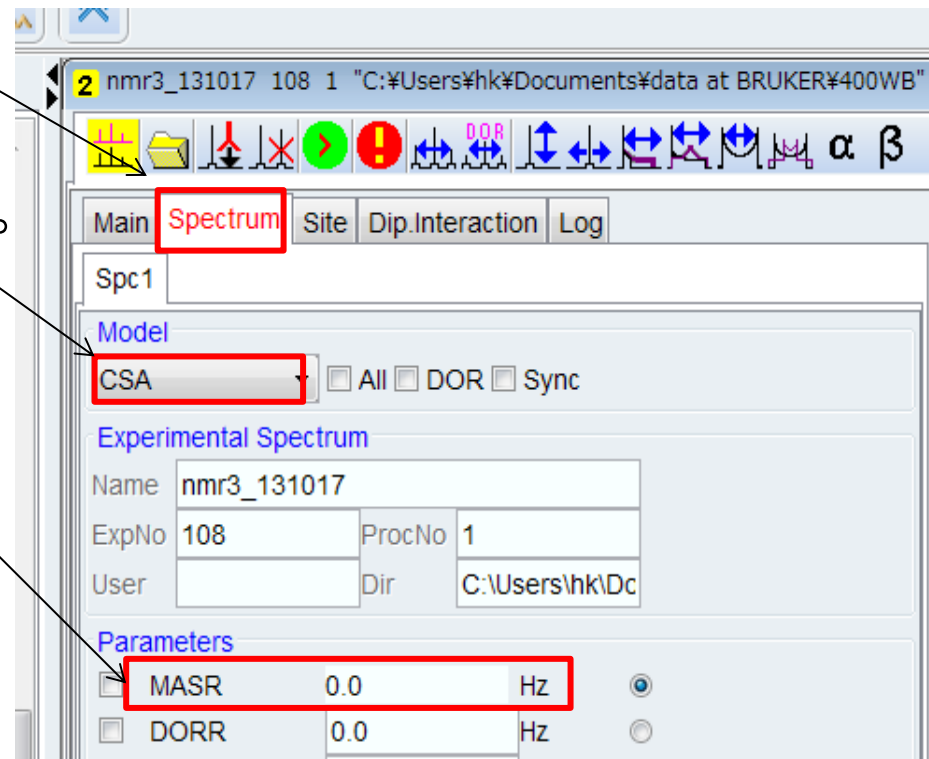 2 nmr3_131017 108 1 "C:¥Users¥hk¥Documents¥data at BRUKER¥400WB"
DOR α β
Main Spectrum Site Dip.Interaction Log
Spc1
Model
CSA All DOR Sync
Experimental Spectrum
Name nmr3_131017
ExpNo 108 ProcNo 1
User Dir C:\Users\hk\Dc
Parameters
MASR 0.0 Hz
DORR 0.0 Hz